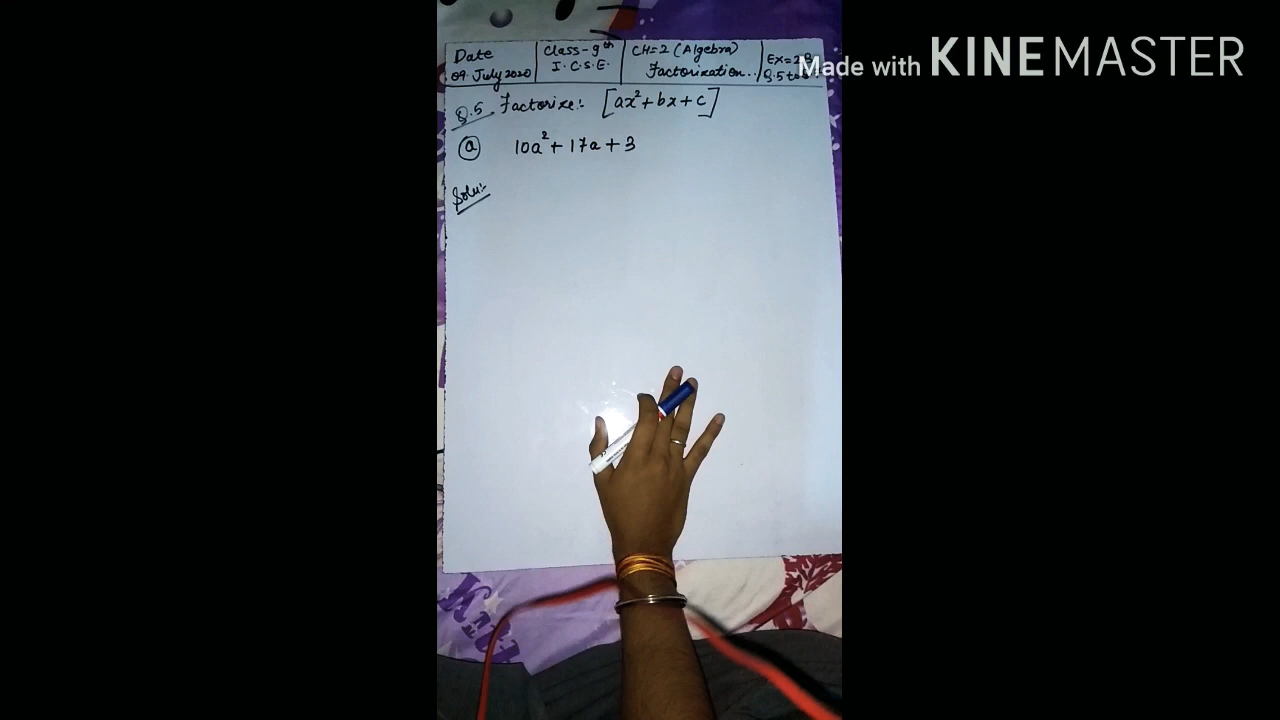 Made with KINEMASTER
Date
09 July 2020
Class - 9th
I.C.S.E.
CH=2 (Algebra)
Factorization..
Q.5 Factorize:- [ax²+bx+c]
(a) 10a²+17a+3
Solu:-